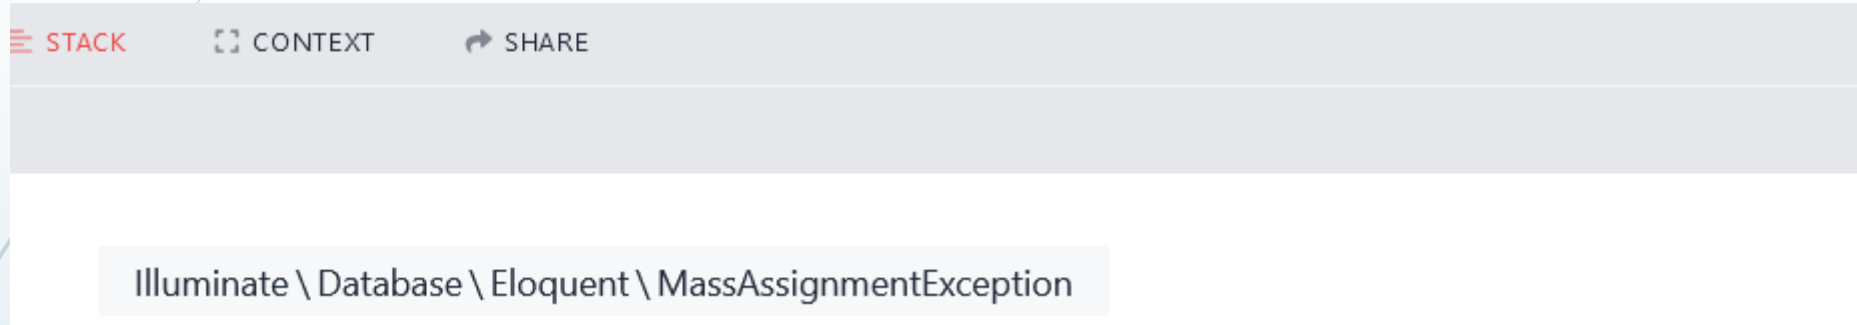 STACK CONTEXT SHARE
Illuminate \ Database \ Eloquent \ MassAssignmentException